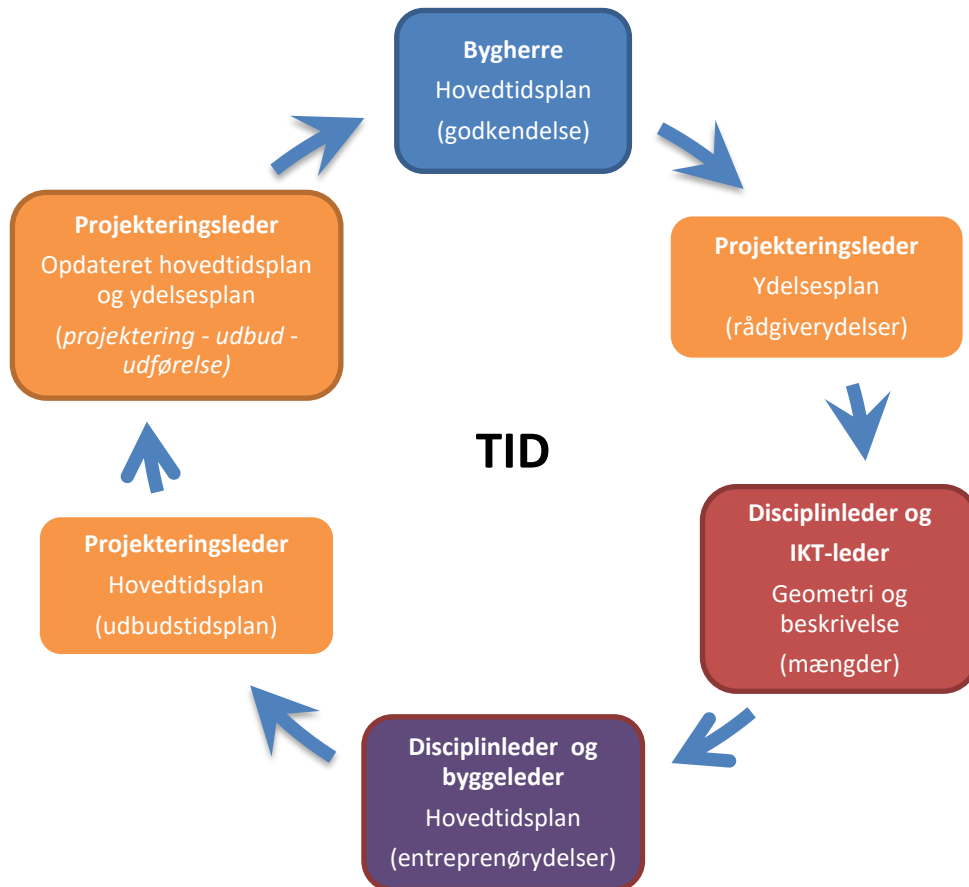 Bygherre
Hovedtidsplan
(godkendelse)
Projekteringsleder
Ydelsesplan
(rådgiverydelser)
Disciplinleder og
IKT-leder
Geometri og
beskrivelse
(mængder)
Disciplinleder og
byggeleder
Hovedtidsplan
(entreprenørydelser)
Projekteringsleder
Hovedtidsplan
(udbudstidsplan)
Projekteringsleder
Opdateret hovedtidsplan
og ydelsesplan
(projektering - udbud -
udførelse)
TID